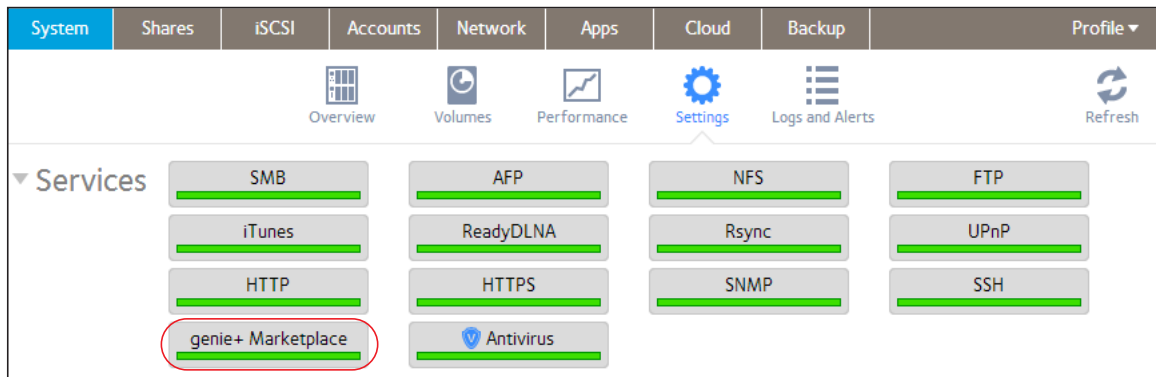 System Shares iSCSI Accounts Network Apps Cloud Backup Profile
Overview Volumes Performance Settings Logs and Alerts Refresh
Services
SMB AFP NFS FTP
iTunes ReadyDLNA Rsync UPnP
HTTP HTTPS SNMP SSH
genie+ Marketplace V Antivirus